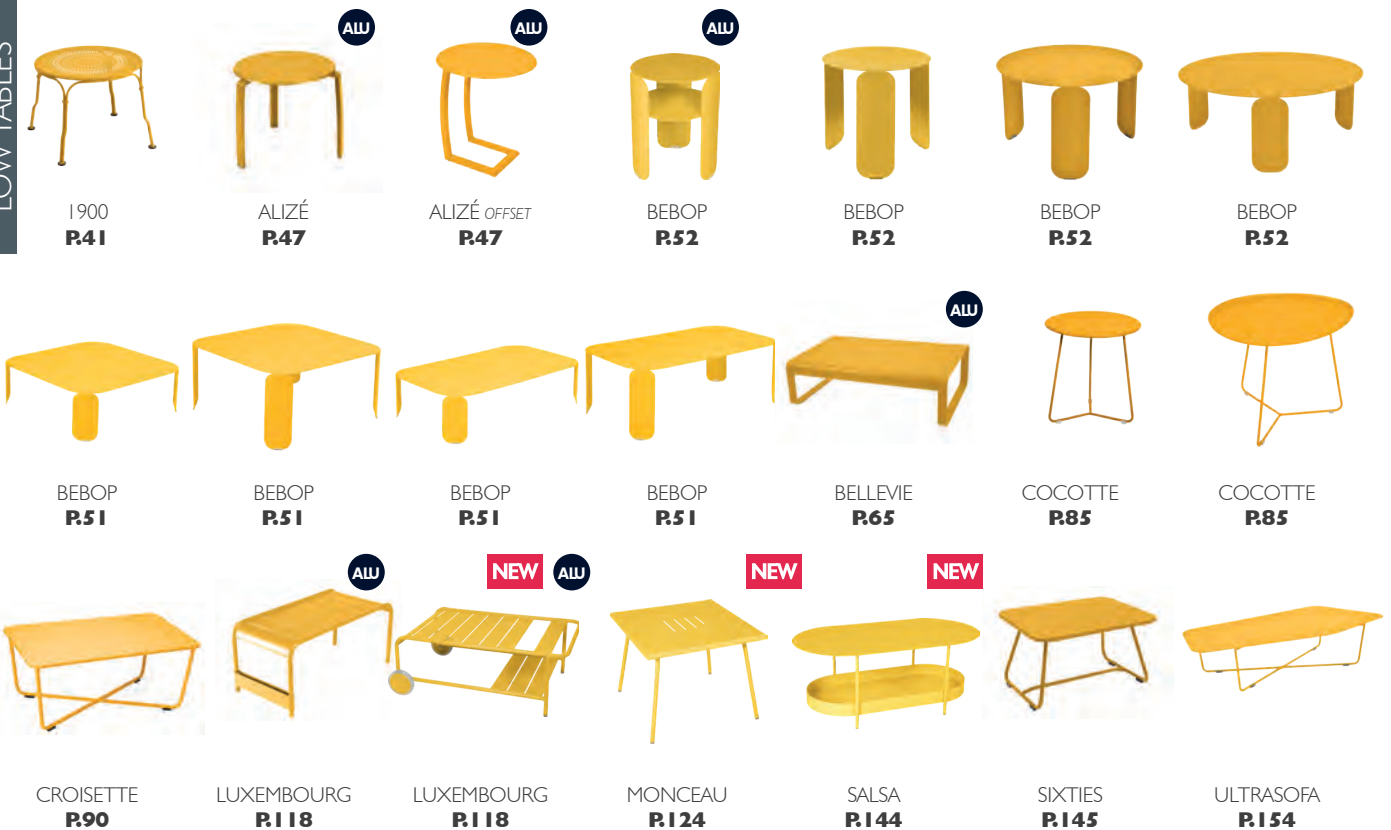 LOW TABLES
ALU ALU ALU
1900 ALIZÉ ALIZÉ OFFSET BEBOP BEBOP BEBOP BEBOP
P.41 P.47 P.47 P.52 P.52 P.52 P.52
ALU
BEBOP BEBOP BEBOP BEBOP BELLEVIE COCOTTE COCOTTE
P.51 P.51 P.51 P.51 P.65 P.85 P.85
ALU NEW ALU NEW NEW
CROISETTE LUXEMBOURG LUXEMBOURG MONCEAU SALSA SIXTIES ULTRASOFA
P.90 P.118 P.118 P.124 P.144 P.145 P.154